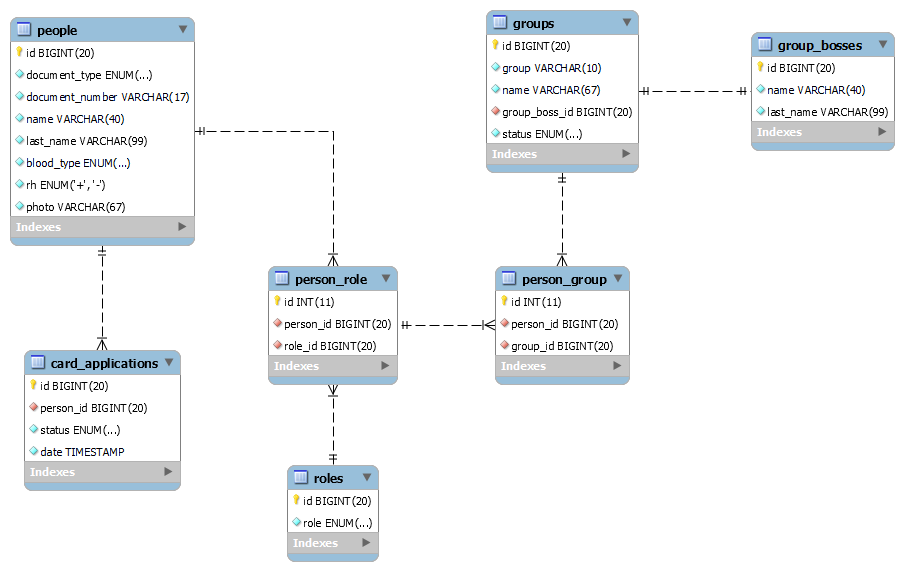 people
id BIGINT(20)
document_type ENUM(...)
document_number VARCHAR(17)
name VARCHAR(40)
last_name VARCHAR(99)
blood_type ENUM(...)
rh ENUM('+', '-')
photo VARCHAR(67)
Indexes
groups
id BIGINT(20)
group VARCHAR(10)
name VARCHAR(67)
group_boss_id BIGINT(20)
status ENUM(...)
Indexes
group_bosses
id BIGINT(20)
name VARCHAR(40)
last_name VARCHAR(99)
Indexes
person_role
id INT(11)
person_id BIGINT(20)
role_id BIGINT(20)
Indexes
person_group
id INT(11)
person_id BIGINT(20)
group_id BIGINT(20)
Indexes
card_applications
id BIGINT(20)
person_id BIGINT(20)
status ENUM(...)
date TIMESTAMP
Indexes
roles
id BIGINT(20)
role ENUM(...)
Indexes